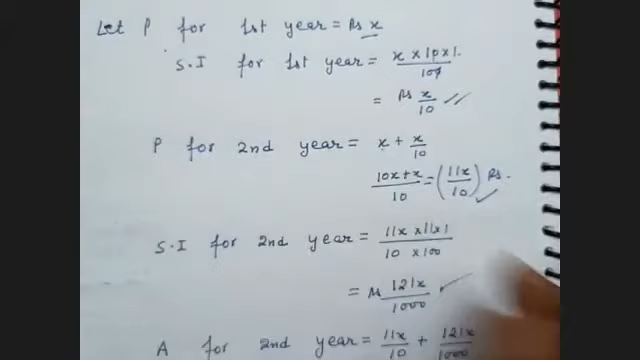 Let P for 1st year = Rs x
S.I for 1st year = x × 10 × 1 / 100
= Rs x/10
P for 2nd year = x + x/10
10x+x / 10 = (11x/10) Rs.
S.I for 2nd year = 11x × 11 × 1 / 10 × 100
= Rs 121x/1000
A for 2nd year = 11x/10 + 121x/1000